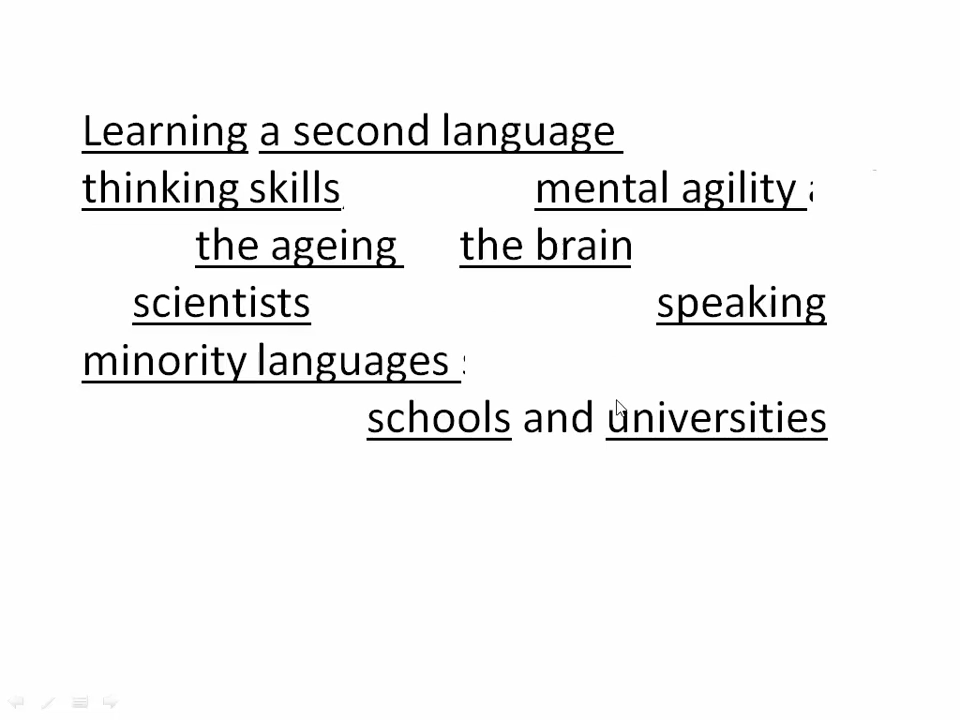 Learning a second language
thinking skills mental agility
the ageing the brain
scientists speaking
minority languages
schools and universities